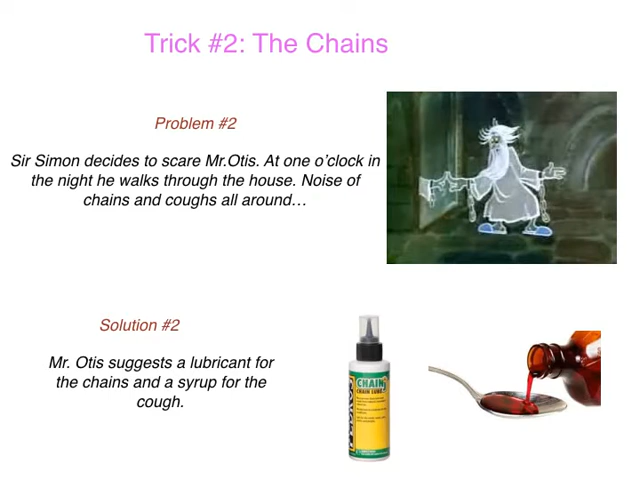 Trick #2: The Chains
Problem #2
Sir Simon decides to scare Mr.Otis. At one o'clock in
the night he walks through the house. Noise of
chains and coughs all around…
Solution #2
Mr. Otis suggests a lubricant for
the chains and a syrup for the
cough.
CHAIN
CHAIN LUBE